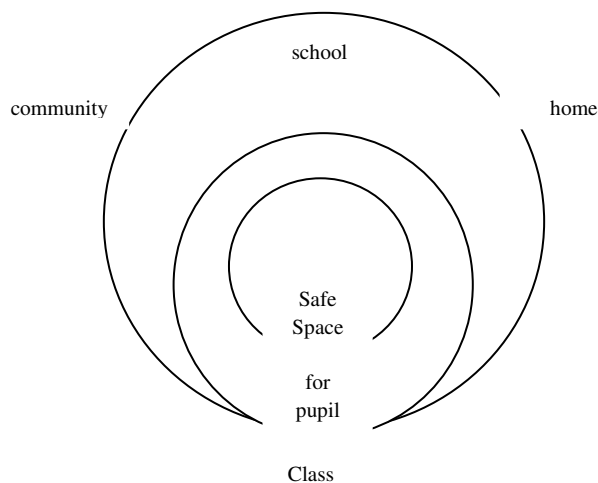 school
community
home
Safe
Space
for
pupil
Class